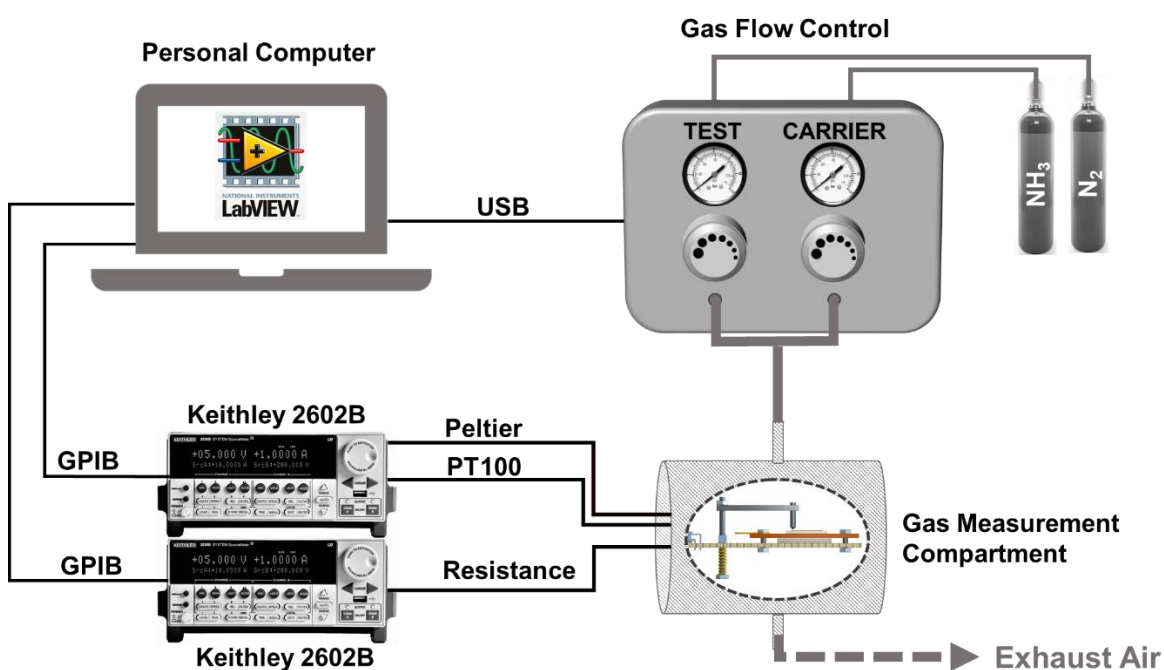 Gas Flow Control
Personal Computer
TEST CARRIER
NH3
N2
NATIONAL INSTRUMENTS
LabVIEW
USB
Keithley 2602B
Peltier
PT100
GPIB
KEITHLEY
+05.000 V +1.0000 A
Gas Measurement
Compartment
GPIB
Resistance
+05.000 V +1.0000 A
Keithley 2602B
Exhaust Air